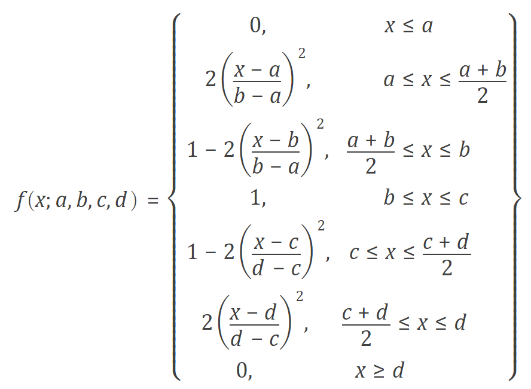 f(x; a, b, c, d) = {
0, x ≤ a
2((x − a)/(b − a))², a ≤ x ≤ (a + b)/2
1 − 2((x − b)/(b − a))², (a + b)/2 ≤ x ≤ b
1, b ≤ x ≤ c
1 − 2((x − c)/(d − c))², c ≤ x ≤ (c + d)/2
2((x − d)/(d − c))², (c + d)/2 ≤ x ≤ d
0, x ≥ d
}